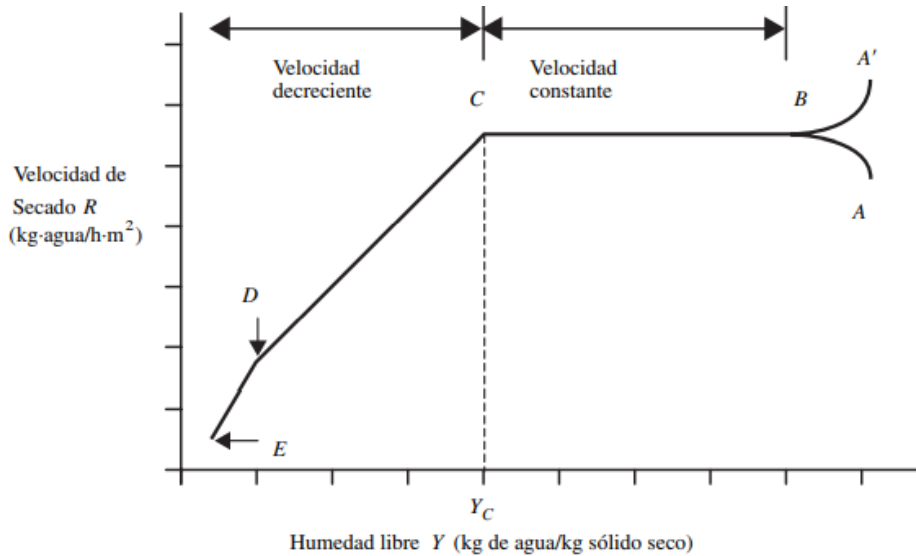 Velocidad
decreciente
Velocidad
constante
A′
C
B
Velocidad de
Secado R
(kg·agua/h·m²)
A
D
E
Y_C
Humedad libre Y (kg de agua/kg sólido seco)